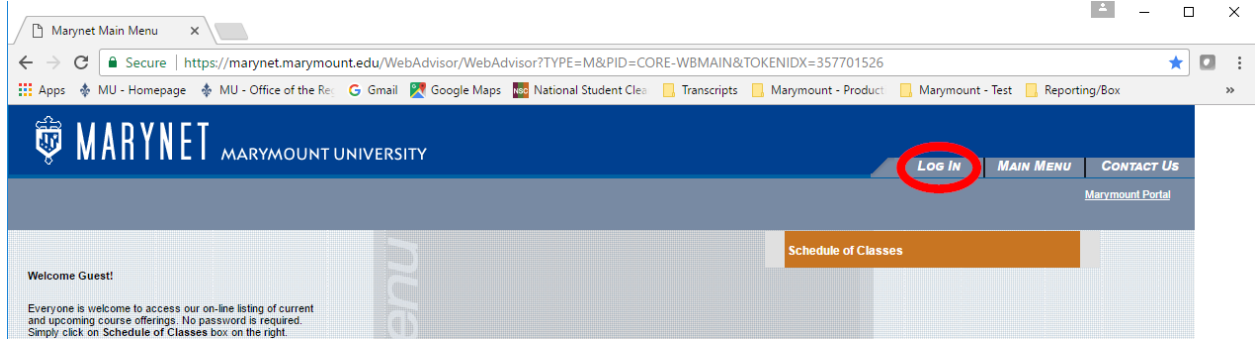 Marynet Main Menu
Secure | https://marynet.marymount.edu/WebAdvisor/WebAdvisor?TYPE=M&PID=CORE-WBMAIN&TOKENIDX=357701526
Apps MU - Homepage MU - Office of the Reg G Gmail Google Maps NSC National Student Clea Transcripts Marymount - Product Marymount - Test Reporting/Box »
MARYNET MARYMOUNT UNIVERSITY
LOG IN MAIN MENU CONTACT US
Marymount Portal
enu
Schedule of Classes
Welcome Guest!
Everyone is welcome to access our on-line listing of current
and upcoming course offerings. No password is required.
Simply click on Schedule of Classes box on the right.